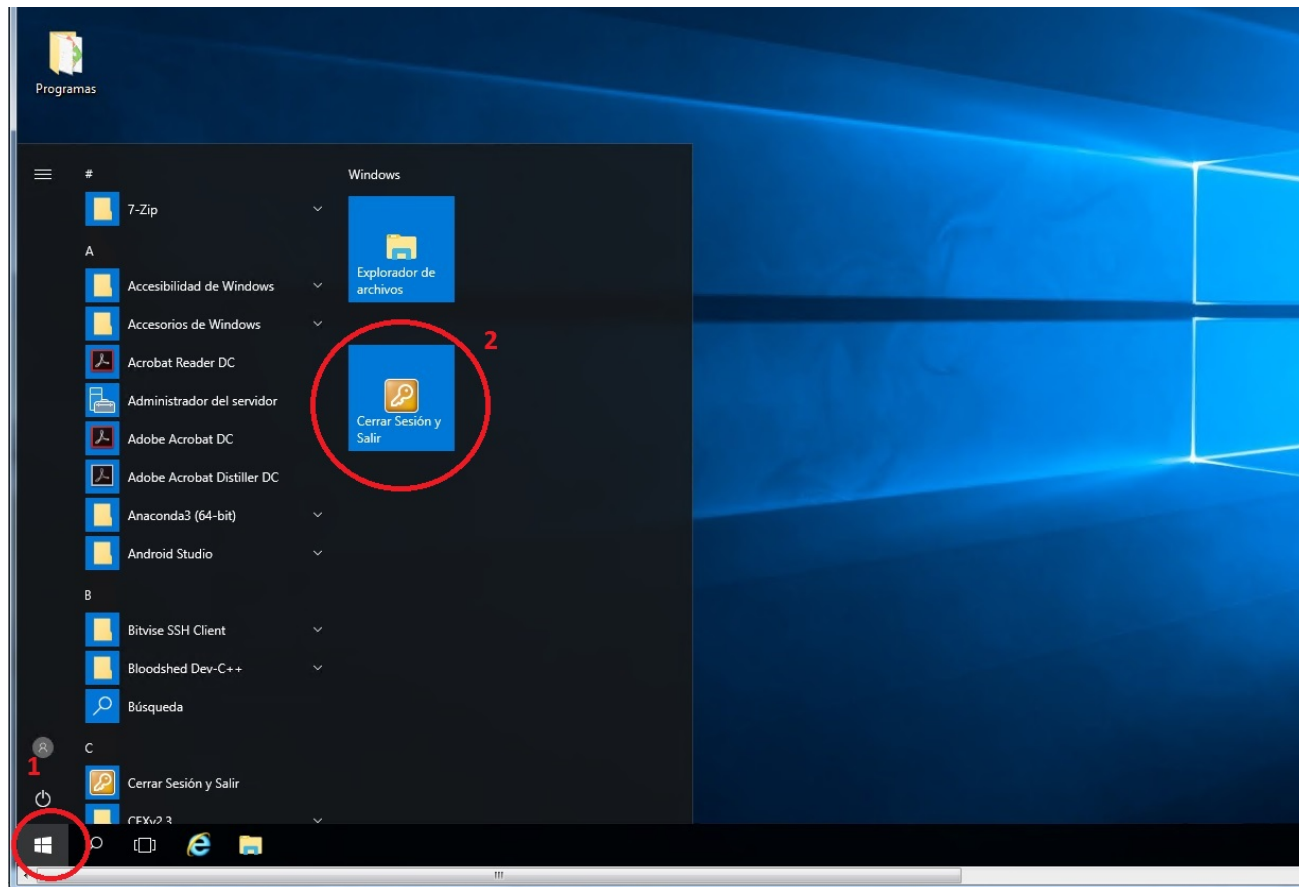 Programas
#
Windows
7-Zip
A
Explorador de
archivos
Accesibilidad de Windows
Accesorios de Windows
2
Acrobat Reader DC
Administrador del servidor
Cerrar Sesión y
Salir
Adobe Acrobat DC
Adobe Acrobat Distiller DC
Anaconda3 (64-bit)
Android Studio
B
Bitvise SSH Client
Bloodshed Dev-C++
Búsqueda
C
1
Cerrar Sesión y Salir
CFXv2.3